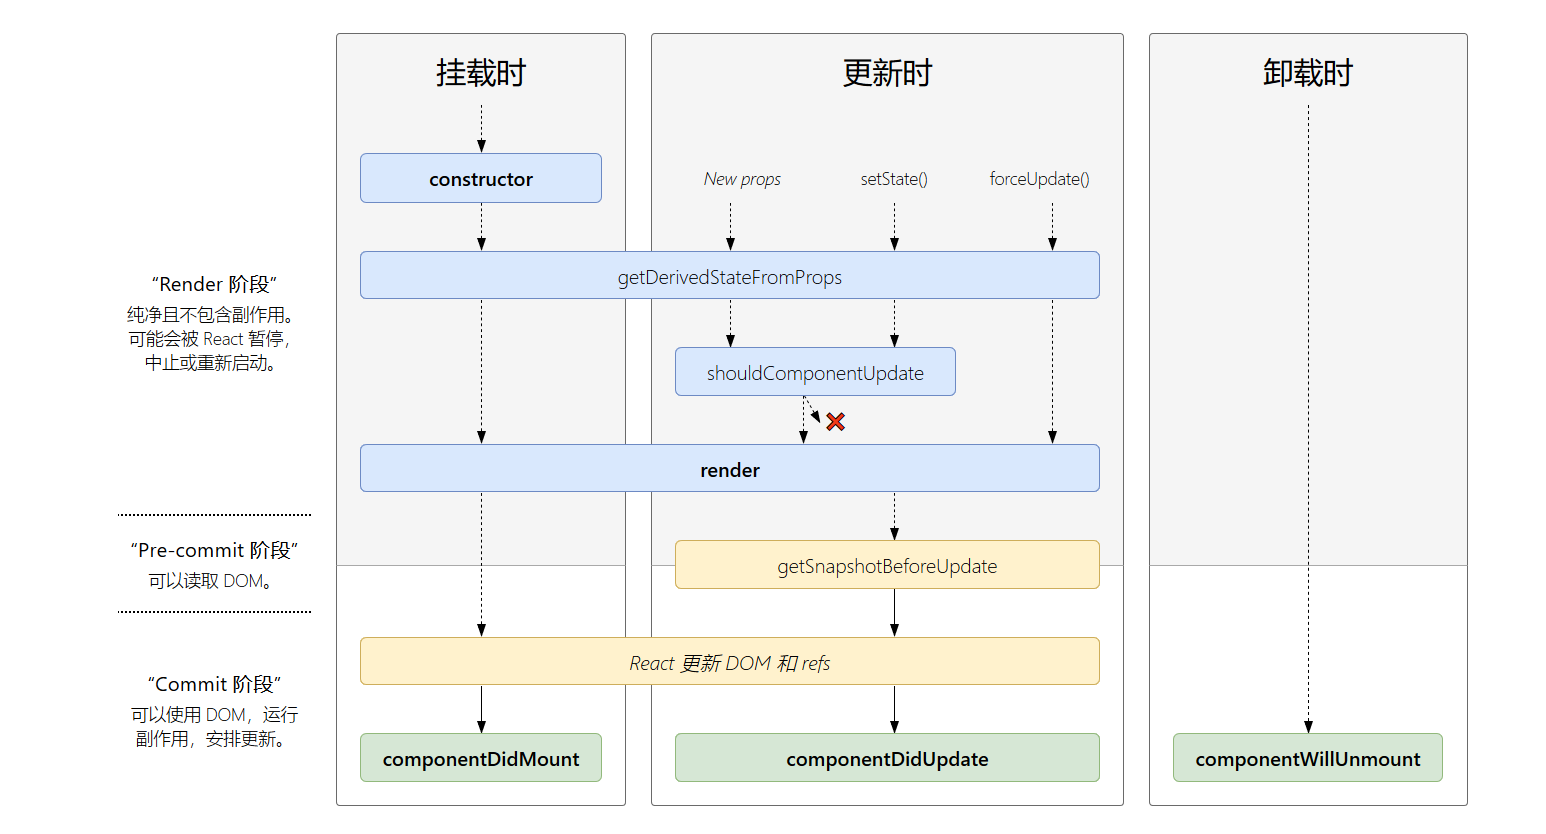 挂载时
更新时
卸载时
constructor
New props
setState()
forceUpdate()
getDerivedStateFromProps
“Render 阶段”
纯净且不包含副作用。
可能会被 React 暂停，
中止或重新启动。
shouldComponentUpdate
render
“Pre-commit 阶段”
可以读取 DOM。
getSnapshotBeforeUpdate
React 更新 DOM 和 refs
“Commit 阶段”
可以使用 DOM，运行
副作用，安排更新。
componentDidMount
componentDidUpdate
componentWillUnmount